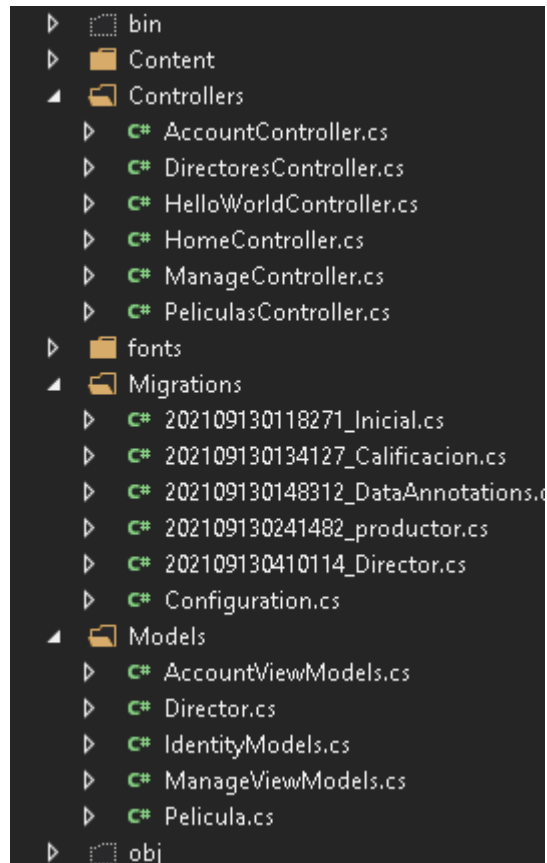 bin
Content
Controllers
C# AccountController.cs
C# DirectoresController.cs
C# HelloWorldController.cs
C# HomeController.cs
C# ManageController.cs
C# PeliculasController.cs
fonts
Migrations
C# 202109130118271_Inicial.cs
C# 202109130134127_Calificacion.cs
C# 202109130148312_DataAnnotations.c
C# 202109130241482_productor.cs
C# 202109130410114_Director.cs
C# Configuration.cs
Models
C# AccountViewModels.cs
C# Director.cs
C# IdentityModels.cs
C# ManageViewModels.cs
C# Pelicula.cs
obj